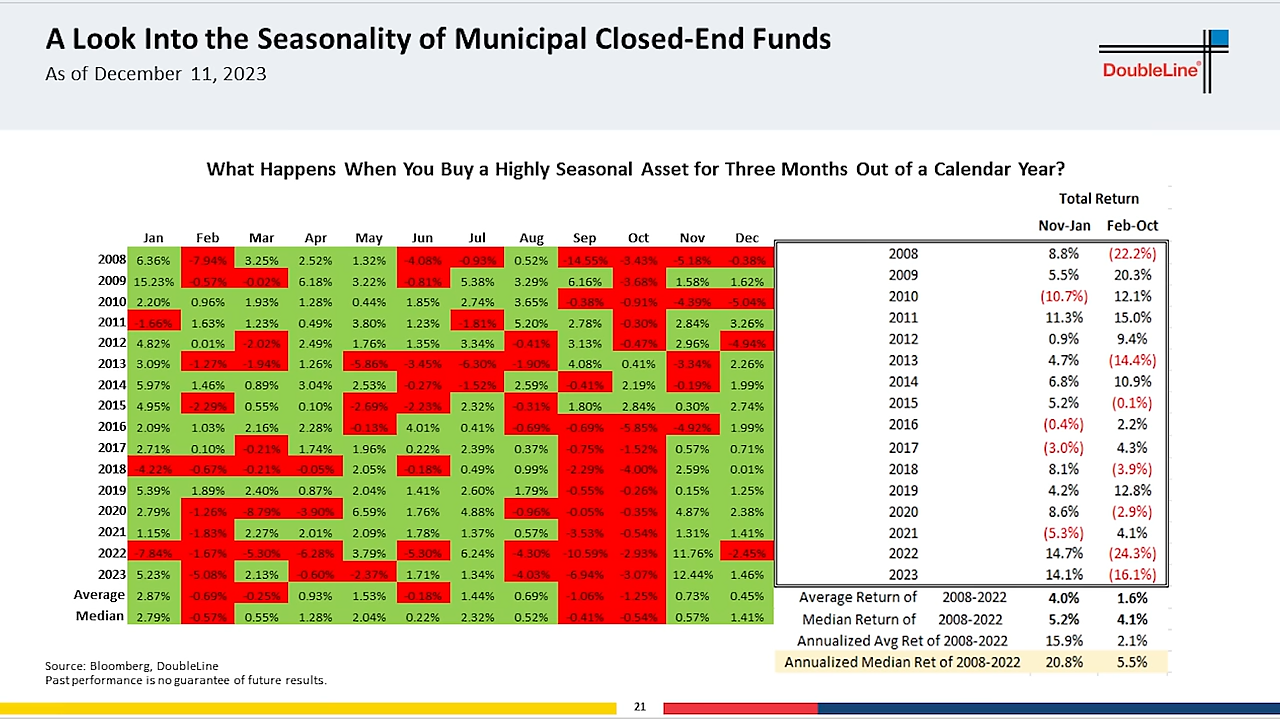 A Look Into the Seasonality of Municipal Closed-End Funds
As of December 11, 2023
DoubleLine®
What Happens When You Buy a Highly Seasonal Asset for Three Months Out of a Calendar Year?
Total Return
Nov-Jan Feb-Oct
Jan Feb Mar Apr May Jun Jul Aug Sep Oct Nov Dec
2008 6.36% -7.94% 3.25% 2.52% 1.32% -4.08% -0.93% 0.52% -14.55% -3.43% -5.18% -0.38% 2008 8.8% (22.2%)
2009 15.23% -0.57% -0.02% 6.18% 3.22% -0.81% 5.38% 3.29% 6.16% -3.68% 1.58% 1.62% 2009 5.5% 20.3%
2010 2.20% 0.96% 1.93% 1.28% 0.44% 1.85% 2.74% 3.65% -0.38% -0.91% -4.39% -5.04% 2010 (10.7%) 12.1%
2011 -1.66% 1.63% 1.23% 0.49% 3.80% 1.23% -1.81% 5.20% 2.78% -0.30% 2.84% 3.26% 2011 11.3% 15.0%
2012 4.82% 0.01% -2.02% 2.49% 1.76% 1.35% 3.34% -0.41% 3.13% -0.47% 2.96% -4.94% 2012 0.9% 9.4%
2013 3.09% -1.27% -1.94% 1.26% -5.86% -3.45% -6.30% -1.90% 4.08% 0.41% -3.34% 2.26% 2013 4.7% (14.4%)
2014 5.97% 1.46% 0.89% 3.04% 2.53% -0.27% -1.52% 2.59% -0.41% 2.19% -0.19% 1.99% 2014 6.8% 10.9%
2015 4.95% -2.29% 0.55% 0.10% -2.69% -2.23% 2.32% -0.31% 1.80% 2.84% 0.30% 2.74% 2015 5.2% (0.1%)
2016 2.09% 1.03% 2.16% 2.28% -0.13% 4.01% 0.41% -0.69% -0.69% -5.85% -4.92% 1.99% 2016 (0.4%) 2.2%
2017 2.71% 0.10% -0.21% 1.74% 1.96% 0.22% 2.39% 0.37% -0.75% -1.52% 0.57% 0.71% 2017 (3.0%) 4.3%
2018 -4.22% -0.67% -0.21% -0.05% 2.05% -0.18% 0.49% 0.99% -2.29% -4.00% 2.59% 0.01% 2018 8.1% (3.9%)
2019 5.39% 1.89% 2.40% 0.87% 2.04% 1.41% 2.60% 1.79% -0.55% -0.26% 0.15% 1.25% 2019 4.2% 12.8%
2020 2.79% -1.26% -8.79% -3.90% 6.59% 1.76% 4.88% -0.96% -0.05% -0.35% 4.87% 2.38% 2020 8.6% (2.9%)
2021 1.15% -1.83% 2.27% 2.01% 2.09% 1.78% 1.37% 0.57% -3.53% -0.54% 1.31% 1.41% 2021 (5.3%) 4.1%
2022 -7.84% -1.67% -5.30% -6.28% 3.79% -5.30% 6.24% -4.30% -10.59% -2.93% 11.76% -2.45% 2022 14.7% (24.3%)
2023 5.23% -5.08% 2.13% -0.60% -2.37% 1.71% 1.34% -4.03% -6.94% -3.07% 12.44% 1.46% 2023 14.1% (16.1%)
Average 2.87% -0.69% -0.25% 0.93% 1.53% -0.18% 1.44% 0.69% -1.06% -1.25% 0.73% 0.45% Average Return of 2008-2022 4.0% 1.6%
Median 2.79% -0.57% 0.55% 1.28% 2.04% 0.22% 2.32% 0.52% -0.41% -0.54% 0.57% 1.41% Median Return of 2008-2022 5.2% 4.1%
Annualized Avg Ret of 2008-2022 15.9% 2.1%
Annualized Median Ret of 2008-2022 20.8% 5.5%
Source: Bloomberg, DoubleLine
Past performance is no guarantee of future results.
21